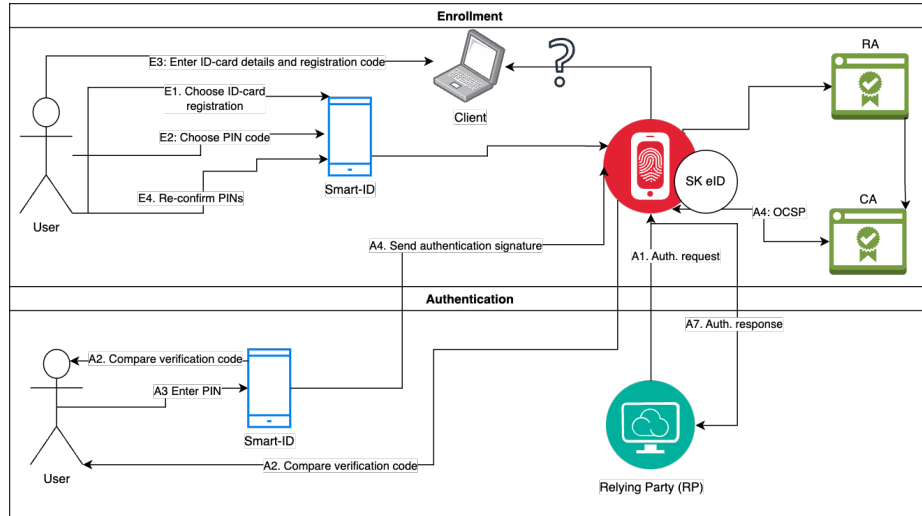 Enrollment
RA
E3: Enter ID-card details and registration code
?
E1. Choose ID-card
registration
Client
E2: Choose PIN code
Smart-ID
SK eID
E4. Re-confirm PINs
CA
User
A4: OCSP
A4. Send authentication signature
A1. Auth. request
Authentication
A7. Auth. response
A2. Compare verification code
A3 Enter PIN
Smart-ID
A2. Compare verification code
User
Relying Party (RP)